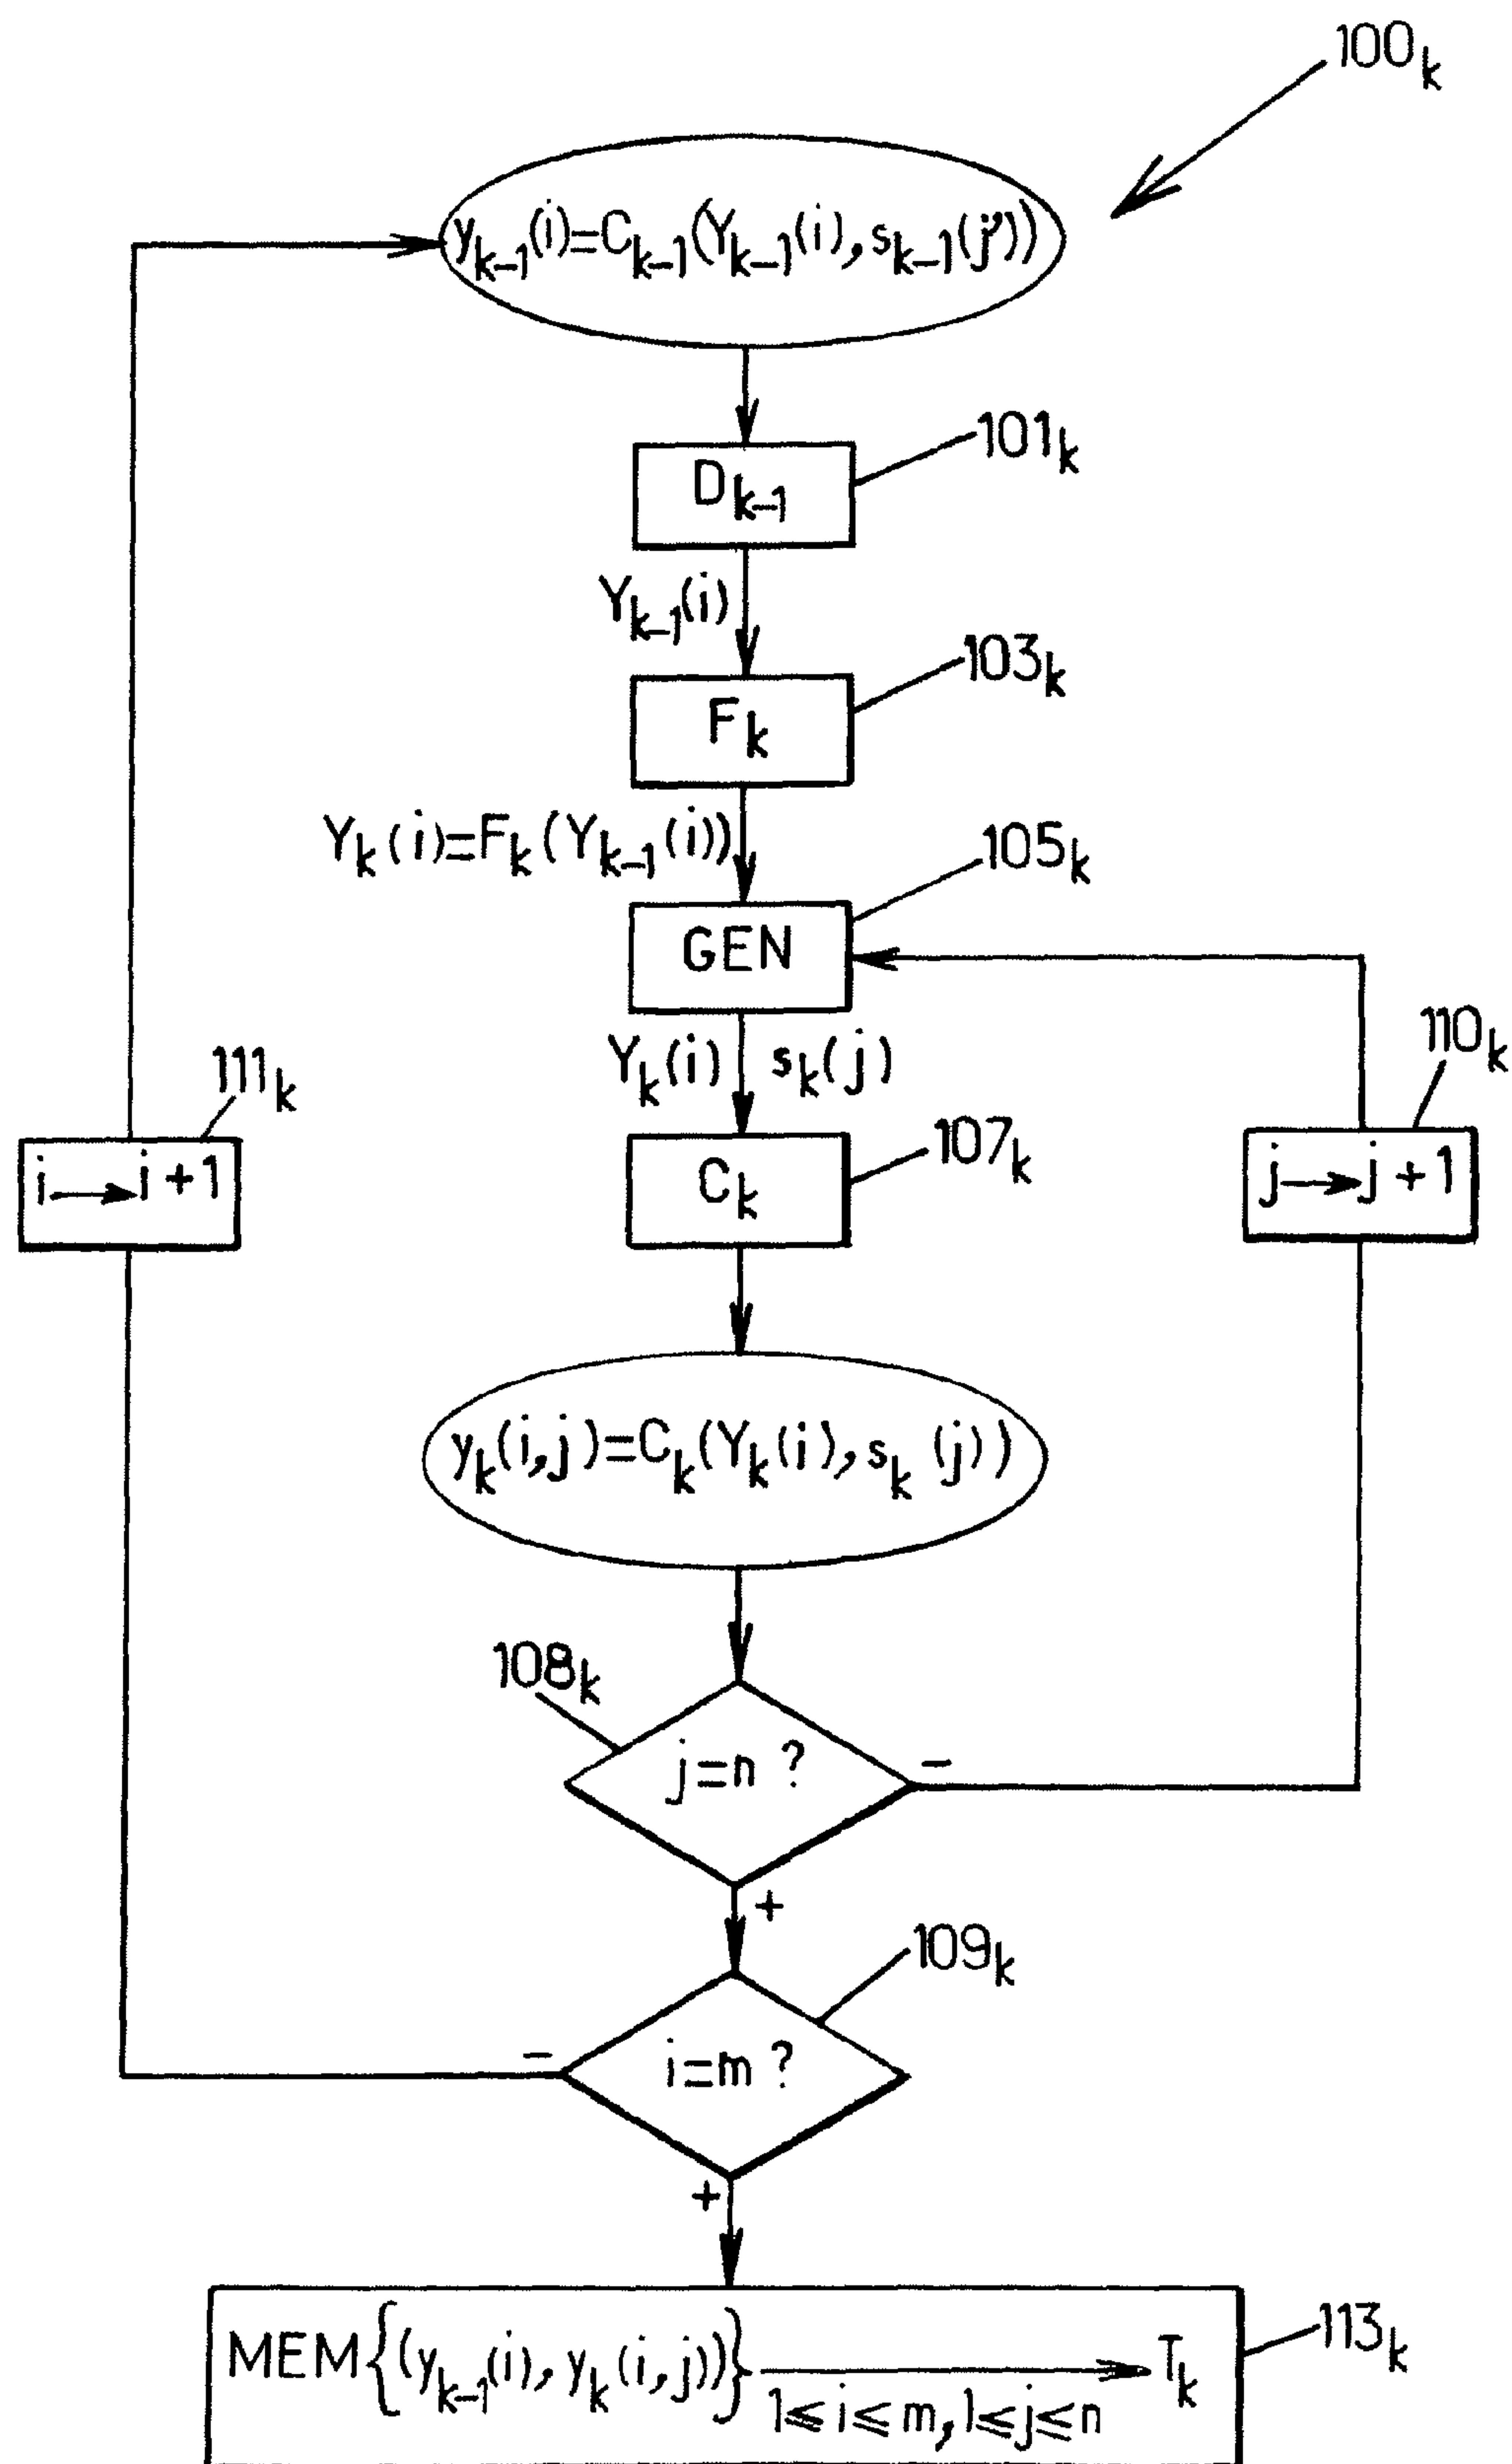 100k
yk-1(i)=Ck-1(Yk-1(i),sk-1(j'))
101k
Dk-1
Yk-1(i)
103k
Fk
Yk(i)=Fk(Yk-1(i))
105k
GEN
Yk(i) sk(j)
111k
110k
i→i+1
107k
Ck
j→j+1
yk(i,j)=Ck(Yk(i),sk(j))
108k
j=n ?
-
+
109k
i=m ?
-
+
113k
MEM{(yk-1(i), yk(i,j))} → Tk
1≤i≤m,1≤j≤n